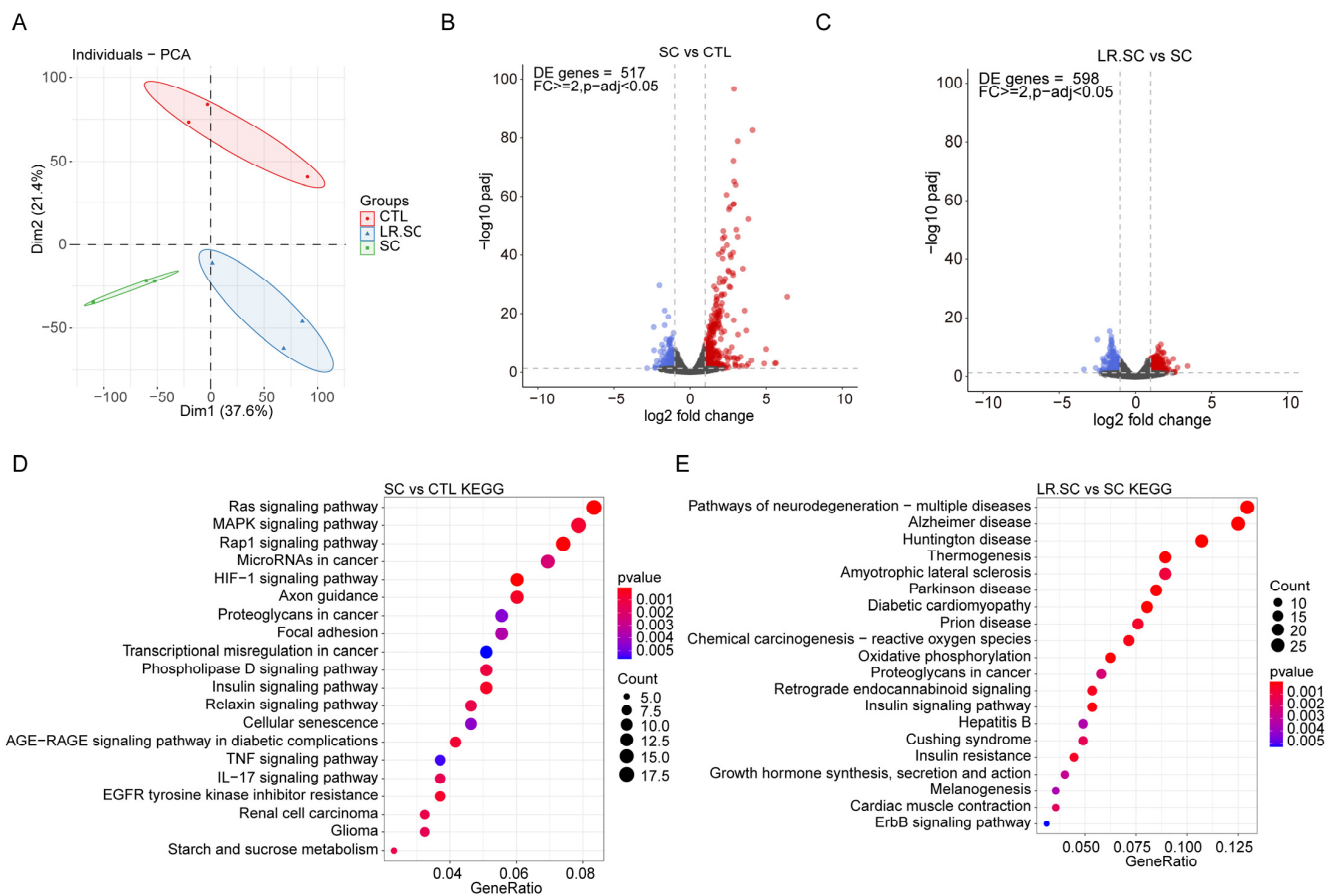 A
Individuals − PCA
100
50
0
−50
−100
−50
0
50
100
Dim2 (21.4%)
Dim1 (37.6%)
Groups
CTL
LR.SC
SC
B
SC vs CTL
DE genes = 517
FC>=2,p-adj<0.05
100
80
60
40
20
0
−10
−5
0
5
10
−log10 padj
log2 fold change
C
LR.SC vs SC
DE genes = 598
FC>=2,p-adj<0.05
100
80
60
40
20
0
−10
−5
0
5
10
−log10 padj
log2 fold change
D
SC vs CTL KEGG
Ras signaling pathway
MAPK signaling pathway
Rap1 signaling pathway
MicroRNAs in cancer
HIF−1 signaling pathway
Axon guidance
Proteoglycans in cancer
Focal adhesion
Transcriptional misregulation in cancer
Phospholipase D signaling pathway
Insulin signaling pathway
Relaxin signaling pathway
Cellular senescence
AGE−RAGE signaling pathway in diabetic complications
TNF signaling pathway
IL−17 signaling pathway
EGFR tyrosine kinase inhibitor resistance
Renal cell carcinoma
Glioma
Starch and sucrose metabolism
0.04
0.06
0.08
GeneRatio
pvalue
0.001
0.002
0.003
0.004
0.005
Count
5.0
7.5
10.0
12.5
15.0
17.5
E
LR.SC vs SC KEGG
Pathways of neurodegeneration − multiple diseases
Alzheimer disease
Huntington disease
Thermogenesis
Amyotrophic lateral sclerosis
Parkinson disease
Diabetic cardiomyopathy
Prion disease
Chemical carcinogenesis − reactive oxygen species
Oxidative phosphorylation
Proteoglycans in cancer
Retrograde endocannabinoid signaling
Insulin signaling pathway
Hepatitis B
Cushing syndrome
Insulin resistance
Growth hormone synthesis, secretion and action
Melanogenesis
Cardiac muscle contraction
ErbB signaling pathway
0.050
0.075
0.100
0.125
GeneRatio
Count
10
15
20
25
pvalue
0.001
0.002
0.003
0.004
0.005